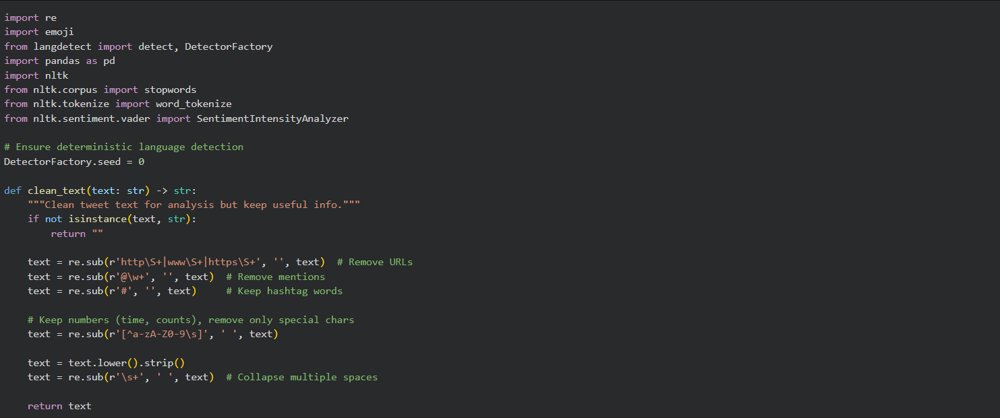 import re
import emoji
from langdetect import detect, DetectorFactory
import pandas as pd
import nltk
from nltk.corpus import stopwords
from nltk.tokenize import word_tokenize
from nltk.sentiment.vader import SentimentIntensityAnalyzer

# Ensure deterministic language detection
DetectorFactory.seed = 0

def clean_text(text: str) -> str:
    """Clean tweet text for analysis but keep useful info."""
    if not isinstance(text, str):
        return ""

    text = re.sub(r'http\S+|www\S+|https\S+', '', text)  # Remove URLs
    text = re.sub(r'@\w+', '', text)  # Remove mentions
    text = re.sub(r'#', '', text)     # Keep hashtag words

    # Keep numbers (time, counts), remove only special chars
    text = re.sub(r'[^a-zA-Z0-9\s]', ' ', text)

    text = text.lower().strip()
    text = re.sub(r'\s+', ' ', text)  # Collapse multiple spaces

    return text